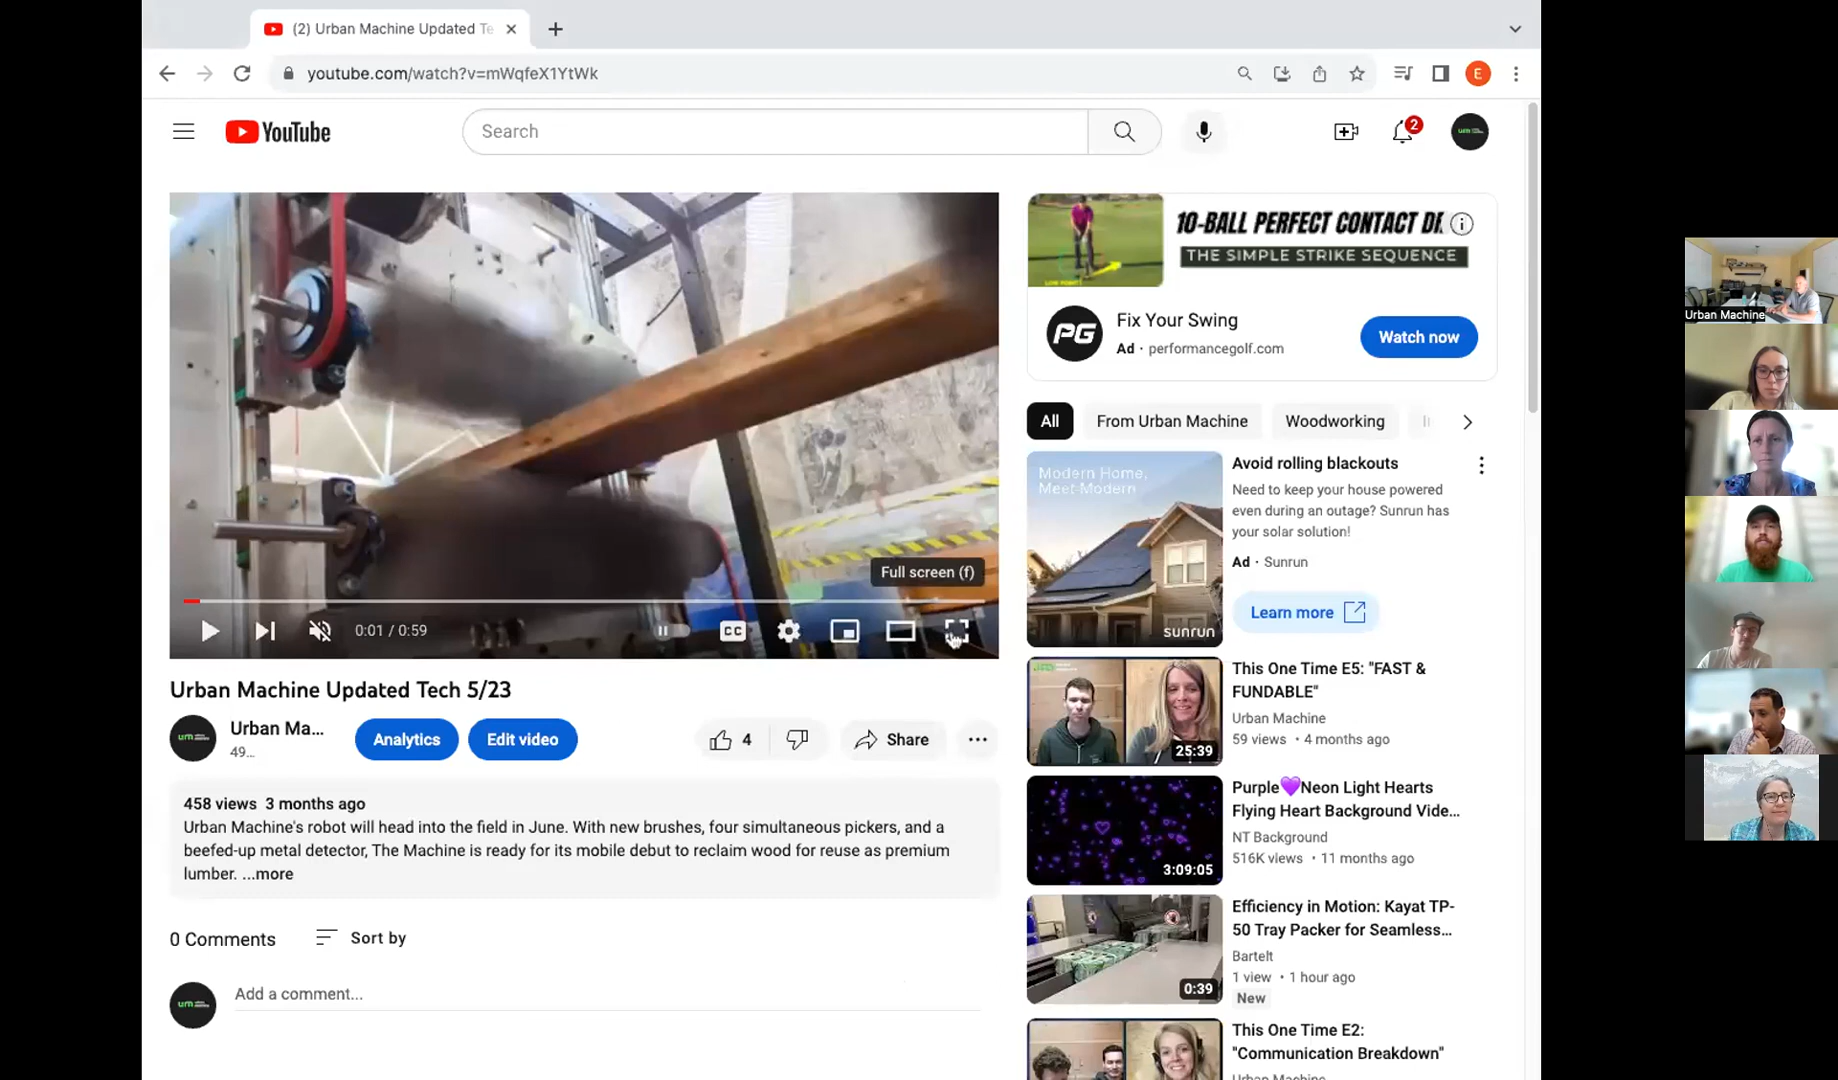 (2) Urban Machine Updated Te
youtube.com/watch?v=mWqfeX1YtWk
E
YouTube
Search
2
um
Full screen (f)
0:01 / 0:59
CC
Urban Machine Updated Tech 5/23
um
Urban Ma...
49...
Analytics
Edit video
4
Share
458 views 3 months ago
Urban Machine's robot will head into the field in June. With new brushes, four simultaneous pickers, and a
beefed-up metal detector, The Machine is ready for its mobile debut to reclaim wood for reuse as premium
lumber. ...more
0 Comments
Sort by
um
Add a comment...
10-BALL PERFECT CONTACT
THE SIMPLE STRIKE SEQUENCE
PG
Fix Your Swing
Ad · performancegolf.com
Watch now
All
From Urban Machine
Woodworking
Modern Home,
Meet Modern
sunrun
Avoid rolling blackouts
Need to keep your house powered
even during an outage? Sunrun has
your solar solution!
Ad · Sunrun
Learn more
25:39
This One Time E5: "FAST &
FUNDABLE"
Urban Machine
59 views • 4 months ago
3:09:05
Purple💜Neon Light Hearts
Flying Heart Background Vide...
NT Background
516K views • 11 months ago
0:39
Efficiency in Motion: Kayat TP-
50 Tray Packer for Seamless...
Bartelt
1 view • 1 hour ago
New
This One Time E2:
"Communication Breakdown"
Urban Machine
Urban Machine